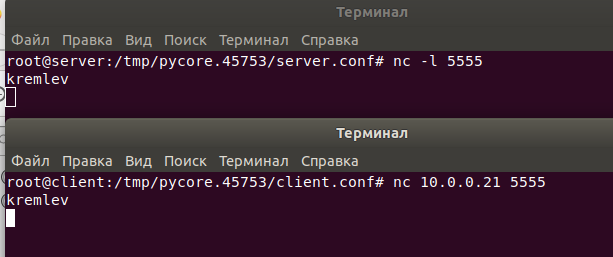 Терминал
Файл Правка Вид Поиск Терминал Справка
root@server:/tmp/pycore.45753/server.conf# nc -l 5555
kremlev
Терминал
Файл Правка Вид Поиск Терминал Справка
root@client:/tmp/pycore.45753/client.conf# nc 10.0.0.21 5555
kremlev